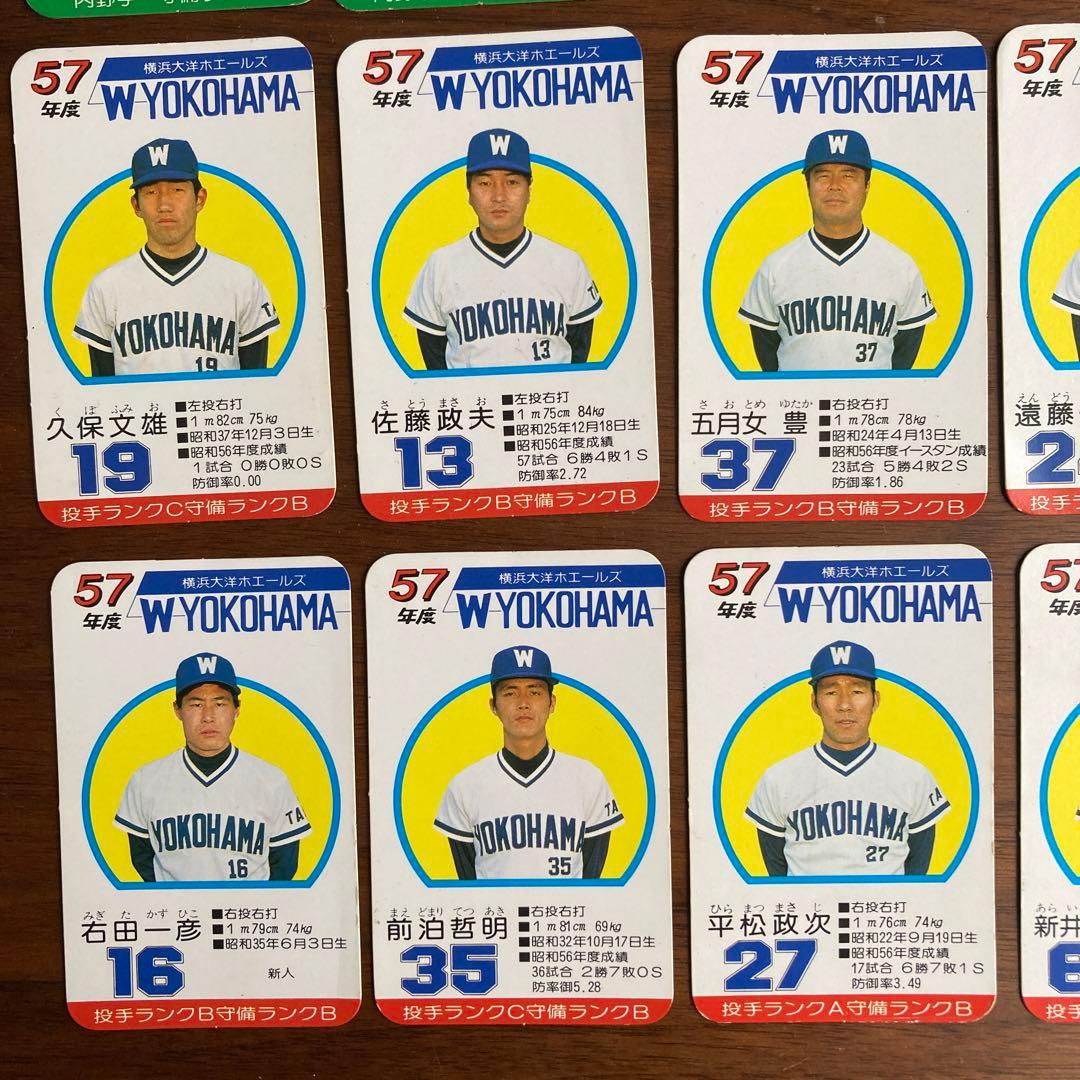 57
年度
横浜大洋ホエールズ
W YOKOHAMA
W
YOKOHAMA
TA
19
くぼふみお
久保文雄
19
■左投右打
■1m82cm 75kg
■昭和37年12月3日生
■昭和56年度成績
1試合 0勝0敗0S
防御率0.00
投手ランクC守備ランクB
57
年度
横浜大洋ホエールズ
W YOKOHAMA
W
YOKOHAMA
TA
13
さとうまさお
佐藤政夫
13
■左投左打
■1m75cm 84kg
■昭和25年12月18日生
■昭和56年度成績
57試合 6勝4敗1S
防御率2.72
投手ランクB守備ランクB
57
年度
横浜大洋ホエールズ
W YOKOHAMA
W
YOKOHAMA
TA
37
さおとめ ゆたか
五月女 豊
37
■右投右打
■1m78cm 78kg
■昭和24年4月13日生
■昭和56年度イースタン成績
23試合 5勝4敗2S
防御率1.86
投手ランクB守備ランクB
57
年度
えんどう
遠藤
2
投手
57
年度
横浜大洋ホエールズ
W YOKOHAMA
W
YOKOHAMA
TA
16
みぎたかずひこ
右田一彦
16
■右投右打
■1m79cm 74kg
■昭和35年6月3日生
新人
投手ランクB守備ランクB
57
年度
横浜大洋ホエールズ
W YOKOHAMA
W
YOKOHAMA
TA
35
まえどまりてつあき
前泊哲明
35
■右投右打
■1m81cm 69kg
■昭和32年10月17日生
■昭和56年度成績
36試合 2勝7敗0S
防率御5.28
投手ランクC守備ランクB
57
年度
横浜大洋ホエールズ
W YOKOHAMA
W
YOKOHAMA
TA
27
ひらまつまさじ
平松政次
27
■右投右打
■1m76cm 74kg
■昭和22年9月19日生
■昭和56年度成績
17試合 6勝7敗1S
防御率3.49
投手ランクA守備ランクB
57
年度
あらい
新井
6
投手